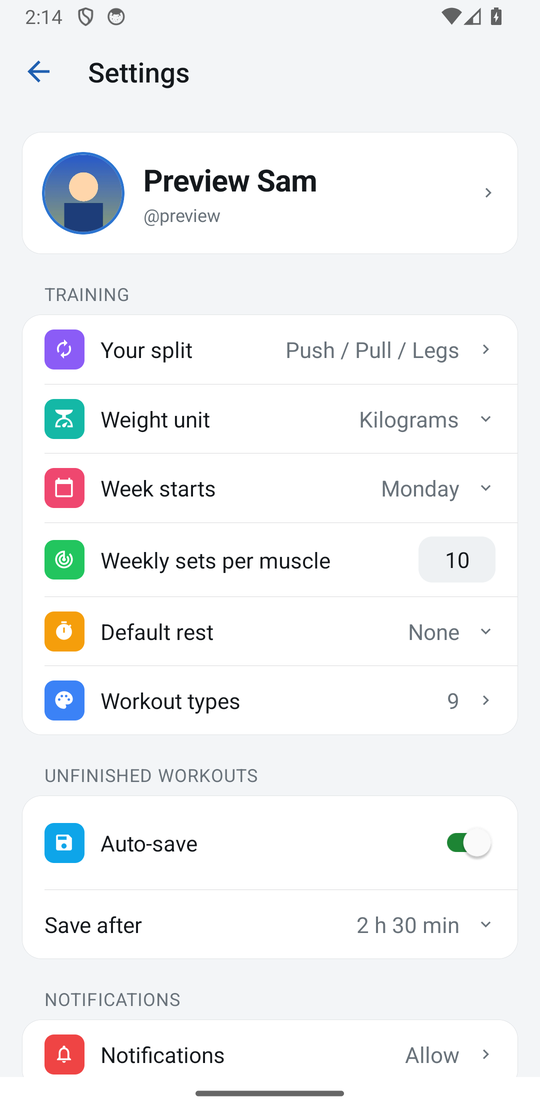 2:14
Settings
Preview Sam
@preview
TRAINING
Your split Push / Pull / Legs
Weight unit Kilograms
Week starts Monday
Weekly sets per muscle 10
Default rest None
Workout types 9
UNFINISHED WORKOUTS
Auto-save
Save after 2 h 30 min
NOTIFICATIONS
Notifications Allow